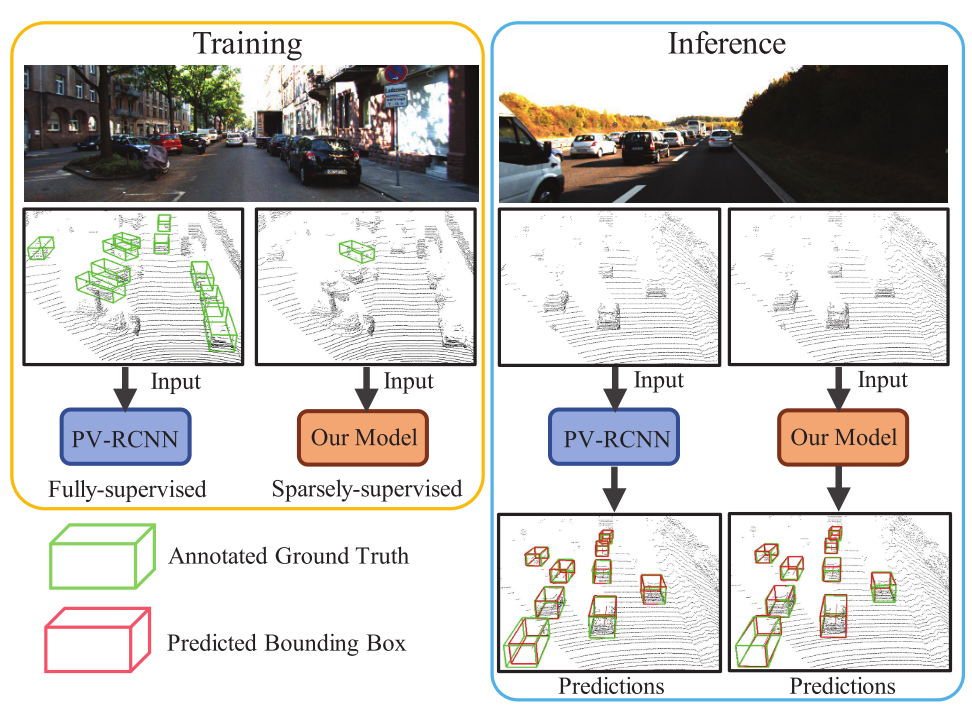 Training
Input
Input
PV-RCNN
Our Model
Fully-supervised
Sparsely-supervised
Annotated Ground Truth
Predicted Bounding Box
Inference
Input
Input
PV-RCNN
Our Model
Predictions
Predictions